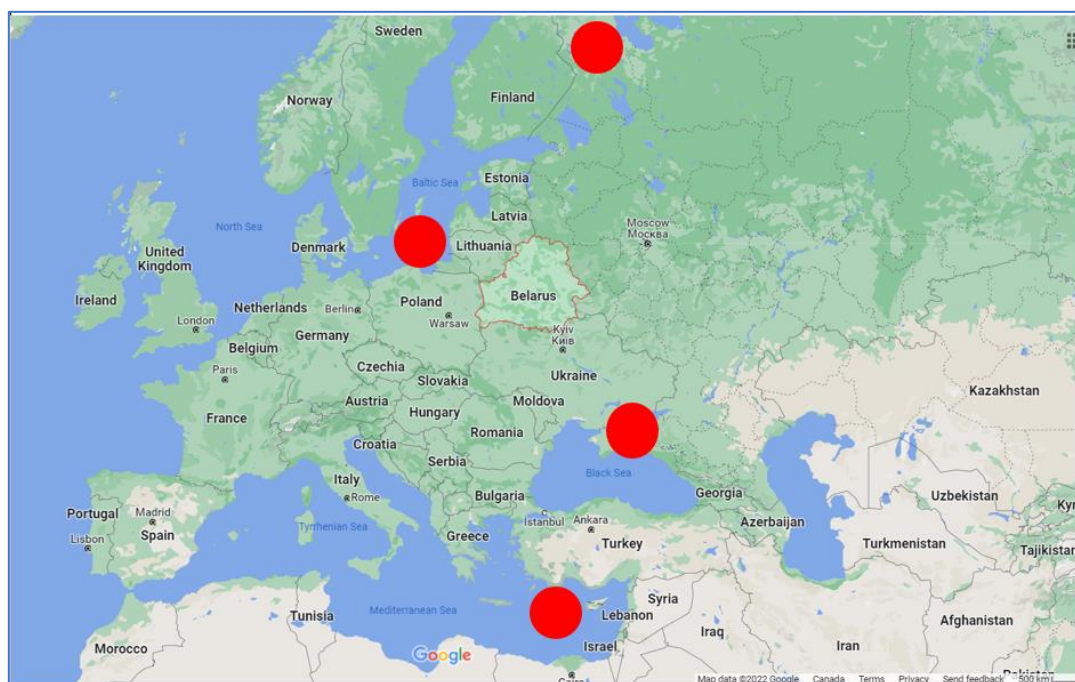 Sweden
Norway
Finland
Estonia
Baltic Sea
North Sea
Latvia
Moscow
Москва
Denmark
Lithuania
United
Kingdom
Ireland
Belarus
Netherlands
Berlin
Poland
London
Warsaw
Germany
Kyiv
Київ
Belgium
Paris
Czechia
Ukraine
Slovakia
Kazakhstan
Austria
Moldova
Hungary
France
Romania
Croatia
Serbia
Black Sea
Italy
Rome
Bulgaria
Georgia
Uzbekistan
Portugal
Madrid
Spain
Tyrrhenian Sea
Istanbul
Ankara
Azerbaijan
Lisbon
Greece
Turkey
Turkmenistan
Tajikistan
Syria
Mediterranean Sea
Tunisia
Lebanon
Afghanistan
Iraq
Iran
Israel
Morocco
Google
Map data ©2022 Google Canada Terms Privacy Send feedback 500 km